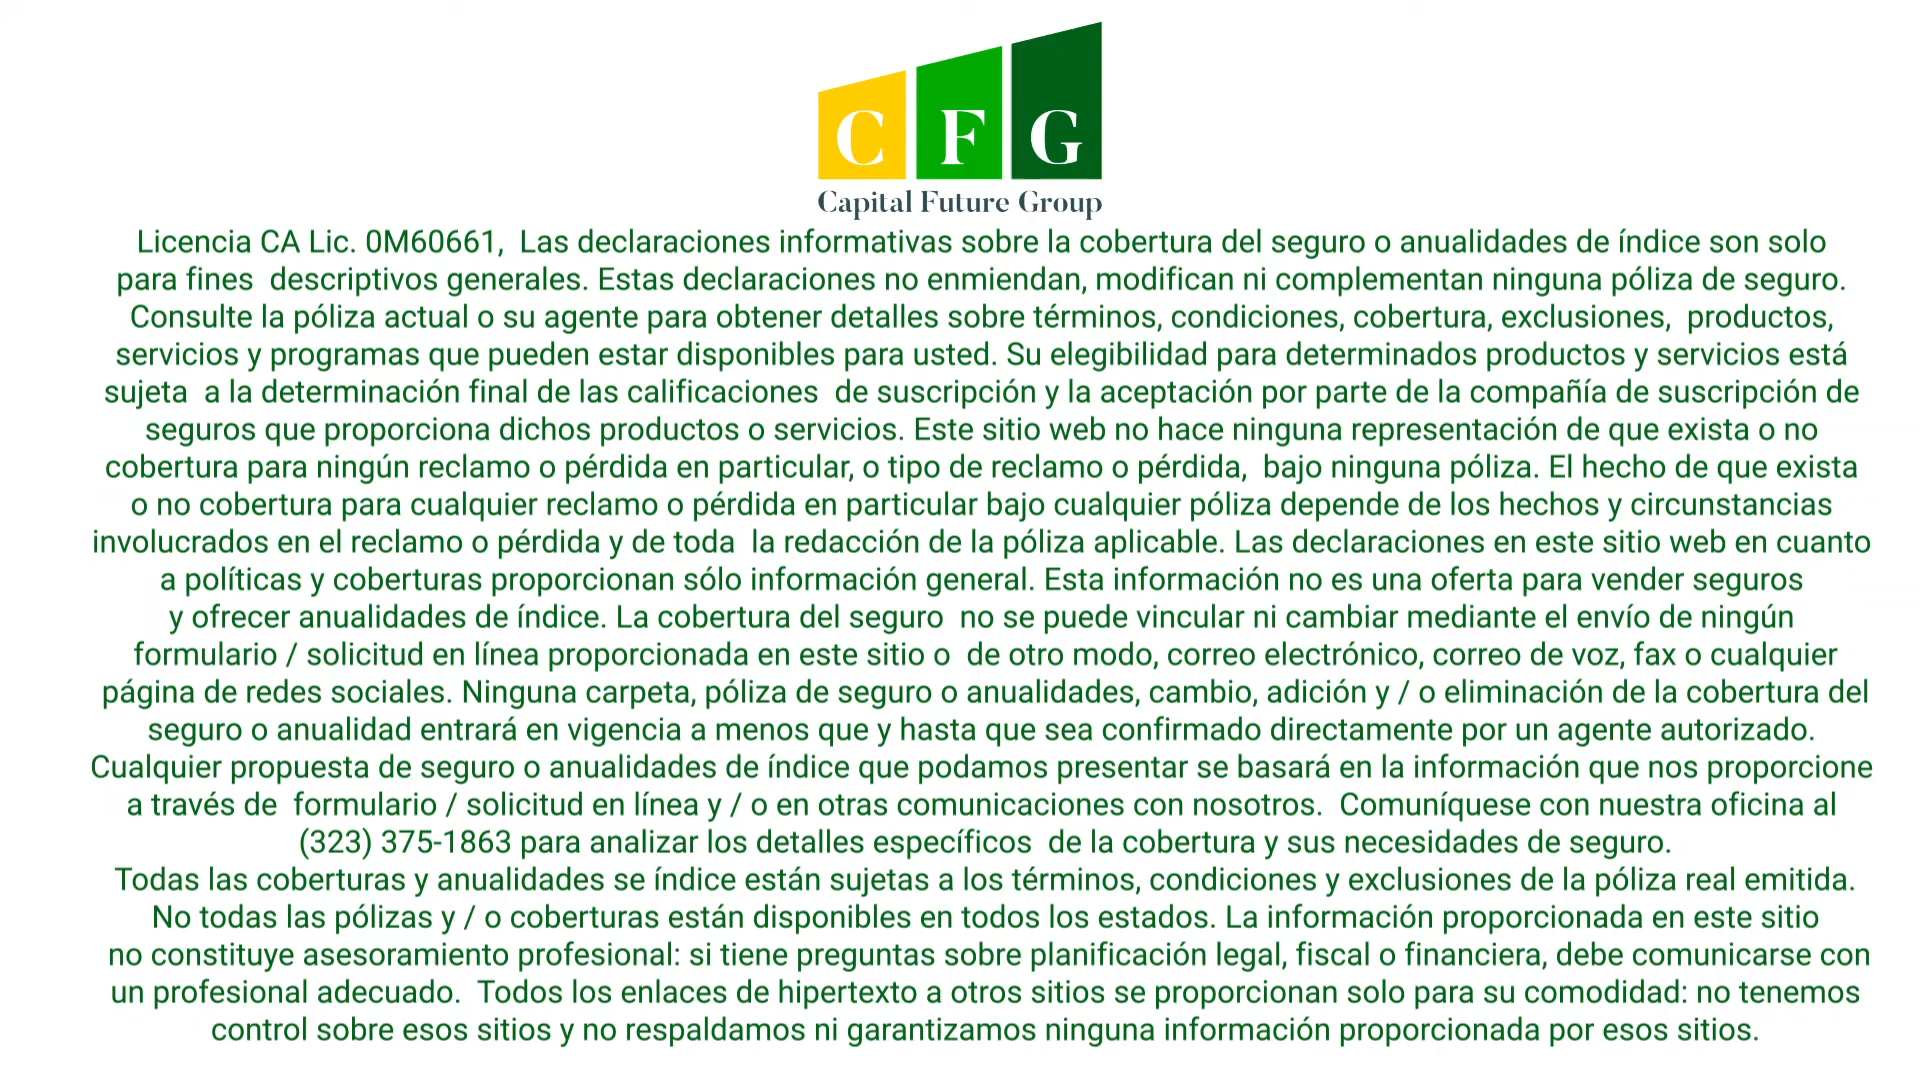 C F G
Capital Future Group
Licencia CA Lic. 0M60661, Las declaraciones informativas sobre la cobertura del seguro o anualidades de índice son solo
para fines descriptivos generales. Estas declaraciones no enmiendan, modifican ni complementan ninguna póliza de seguro.
Consulte la póliza actual o su agente para obtener detalles sobre términos, condiciones, cobertura, exclusiones, productos,
servicios y programas que pueden estar disponibles para usted. Su elegibilidad para determinados productos y servicios está
sujeta a la determinación final de las calificaciones de suscripción y la aceptación por parte de la compañía de suscripción de
seguros que proporciona dichos productos o servicios. Este sitio web no hace ninguna representación de que exista o no
cobertura para ningún reclamo o pérdida en particular, o tipo de reclamo o pérdida, bajo ninguna póliza. El hecho de que exista
o no cobertura para cualquier reclamo o pérdida en particular bajo cualquier póliza depende de los hechos y circunstancias
involucrados en el reclamo o pérdida y de toda la redacción de la póliza aplicable. Las declaraciones en este sitio web en cuanto
a políticas y coberturas proporcionan sólo información general. Esta información no es una oferta para vender seguros
y ofrecer anualidades de índice. La cobertura del seguro no se puede vincular ni cambiar mediante el envío de ningún
formulario / solicitud en línea proporcionada en este sitio o de otro modo, correo electrónico, correo de voz, fax o cualquier
página de redes sociales. Ninguna carpeta, póliza de seguro o anualidades, cambio, adición y / o eliminación de la cobertura del
seguro o anualidad entrará en vigencia a menos que y hasta que sea confirmado directamente por un agente autorizado.
Cualquier propuesta de seguro o anualidades de índice que podamos presentar se basará en la información que nos proporcione
a través de formulario / solicitud en línea y / o en otras comunicaciones con nosotros. Comuníquese con nuestra oficina al
(323) 375-1863 para analizar los detalles específicos de la cobertura y sus necesidades de seguro.
Todas las coberturas y anualidades se índice están sujetas a los términos, condiciones y exclusiones de la póliza real emitida.
No todas las pólizas y / o coberturas están disponibles en todos los estados. La información proporcionada en este sitio
no constituye asesoramiento profesional: si tiene preguntas sobre planificación legal, fiscal o financiera, debe comunicarse con
un profesional adecuado. Todos los enlaces de hipertexto a otros sitios se proporcionan solo para su comodidad: no tenemos
control sobre esos sitios y no respaldamos ni garantizamos ninguna información proporcionada por esos sitios.